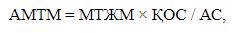 АМТМ = МТЖМ × ҚОС / АС,